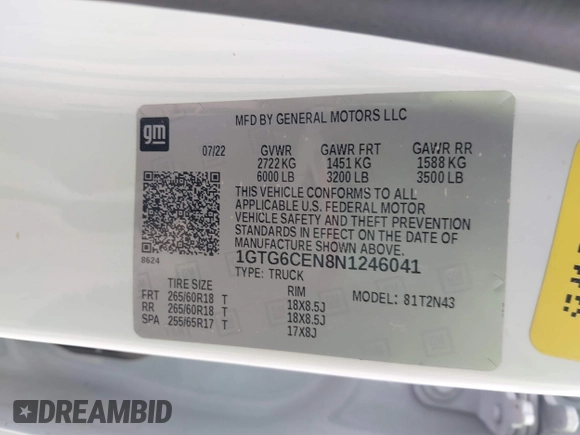 gm
MFD BY GENERAL MOTORS LLC
07/22 GVWR GAWR FRT GAWR RR
2722 KG 1451 KG 1588 KG
6000 LB 3200 LB 3500 LB
THIS VEHICLE CONFORMS TO ALL
APPLICABLE U.S. FEDERAL MOTOR
VEHICLE SAFETY AND THEFT PREVENTION
STANDARDS IN EFFECT ON THE DATE OF
MANUFACTURE SHOWN ABOVE.
8624
1GTG6CEN8N1246041
TYPE: TRUCK
TIRE SIZE RIM MODEL: 81T2N43
FRT 265/60R18 T 18X8.5J
RR 265/60R18 T 18X8.5J
SPA 255/65R17 T 17X8J
DREAMBID